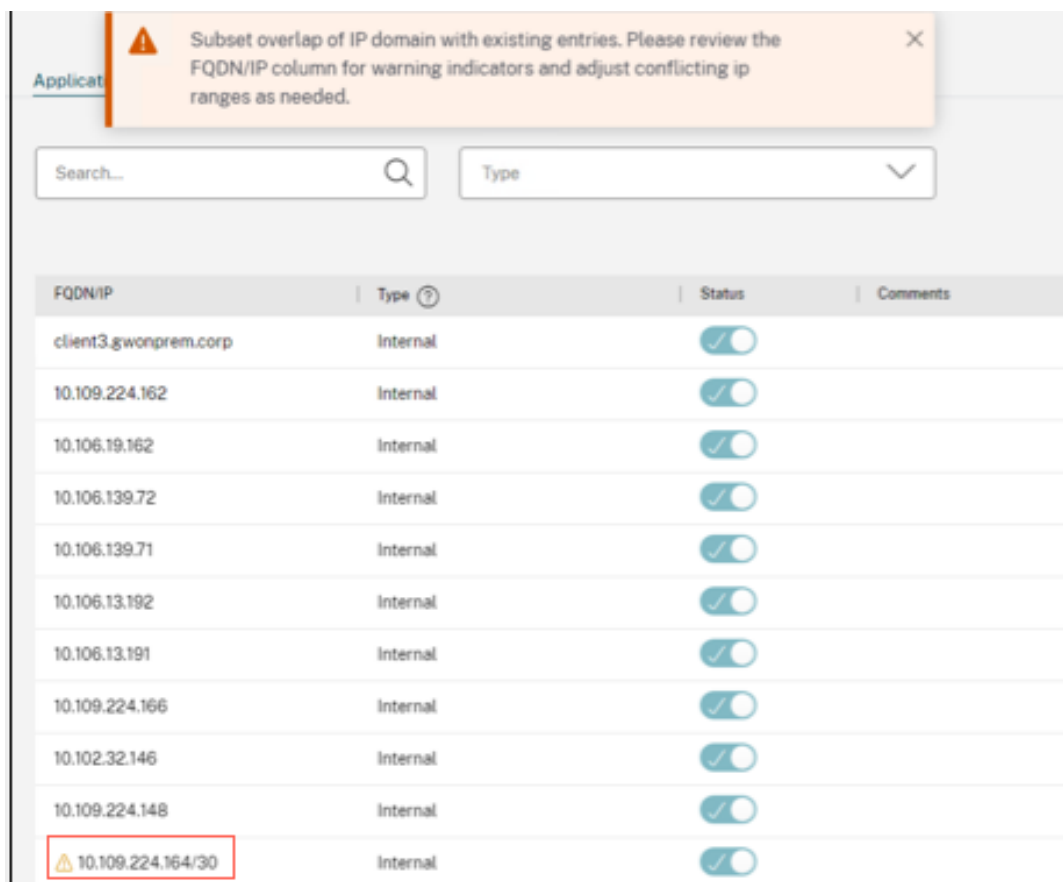 Subset overlap of IP domain with existing entries. Please review the
FQDN/IP column for warning indicators and adjust conflicting ip
ranges as needed.
Applicati
Search...
Type
FQDN/IP Type ? Status Comments
client3.gwonprem.corp Internal
10.109.224.162 Internal
10.106.19.162 Internal
10.106.139.72 Internal
10.106.139.71 Internal
10.106.13.192 Internal
10.106.13.191 Internal
10.109.224.166 Internal
10.102.32.146 Internal
10.109.224.148 Internal
10.109.224.164/30 Internal